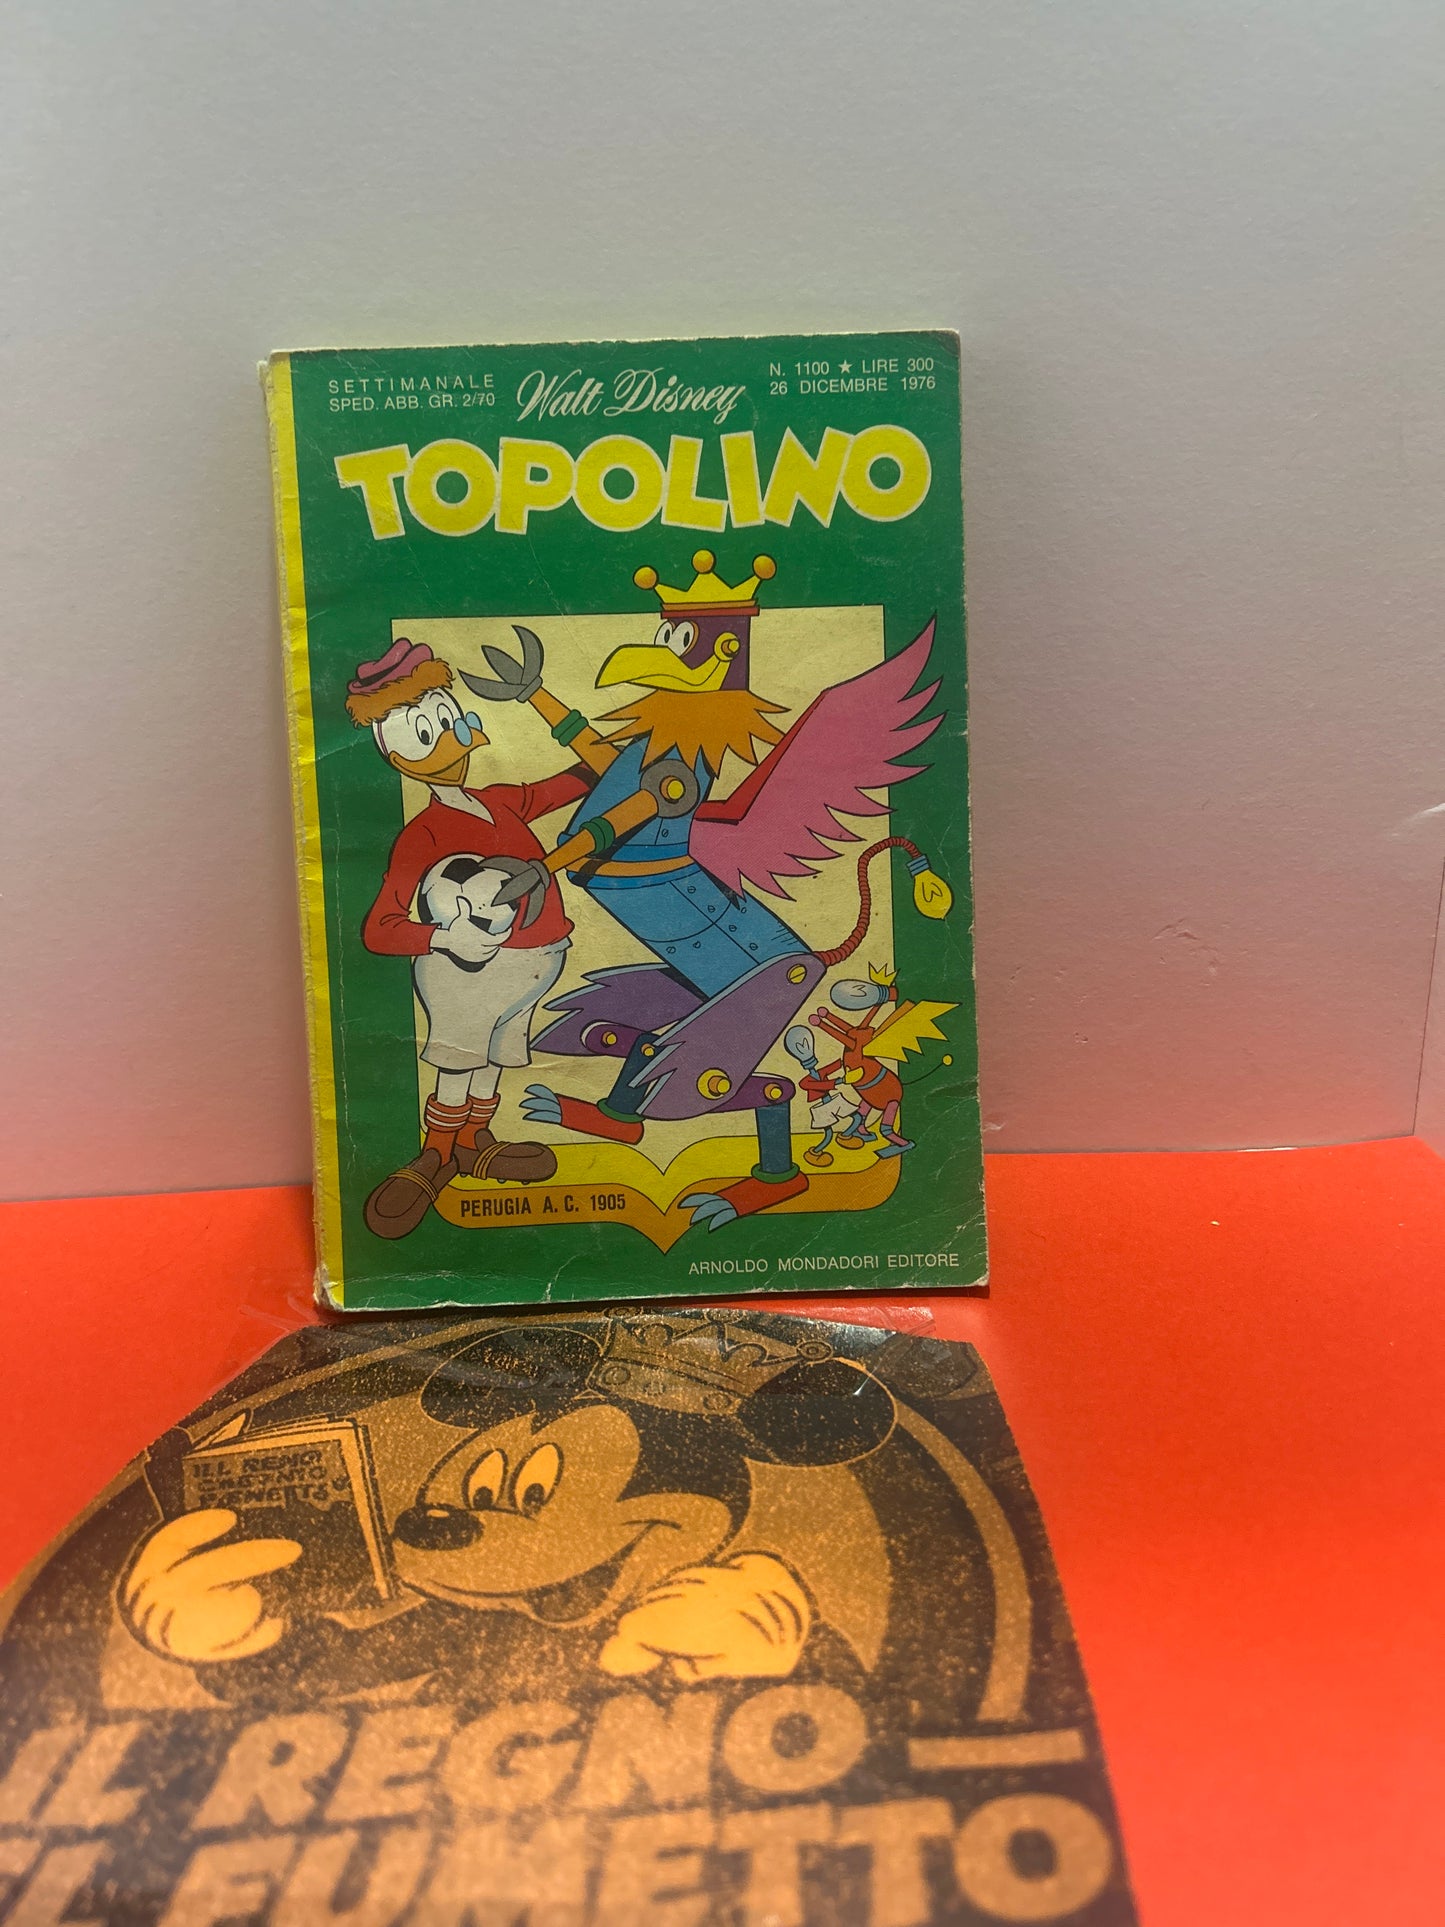 SETTIMANALE
SPED. ABB. GR. 2/70
Walt Disney
N. 1100 ★ LIRE 300
26 DICEMBRE 1976
TOPOLINO
PERUGIA A. C. 1905
ARNOLDO MONDADORI EDITORE
IL REGNO
FUMETTO